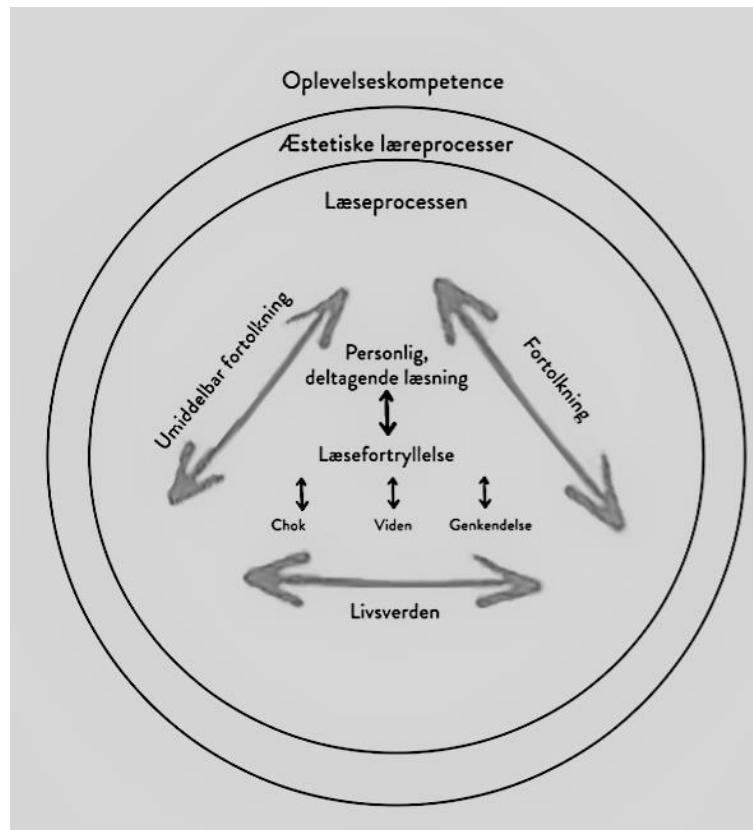 Oplevelseskompetence
Æstetiske læreprocesser
Læseprocessen
Umiddelbar fortolkning
Fortolkning
Personlig,
deltagende læsning
Læsefortryllelse
Chok
Viden
Genkendelse
Livsverden